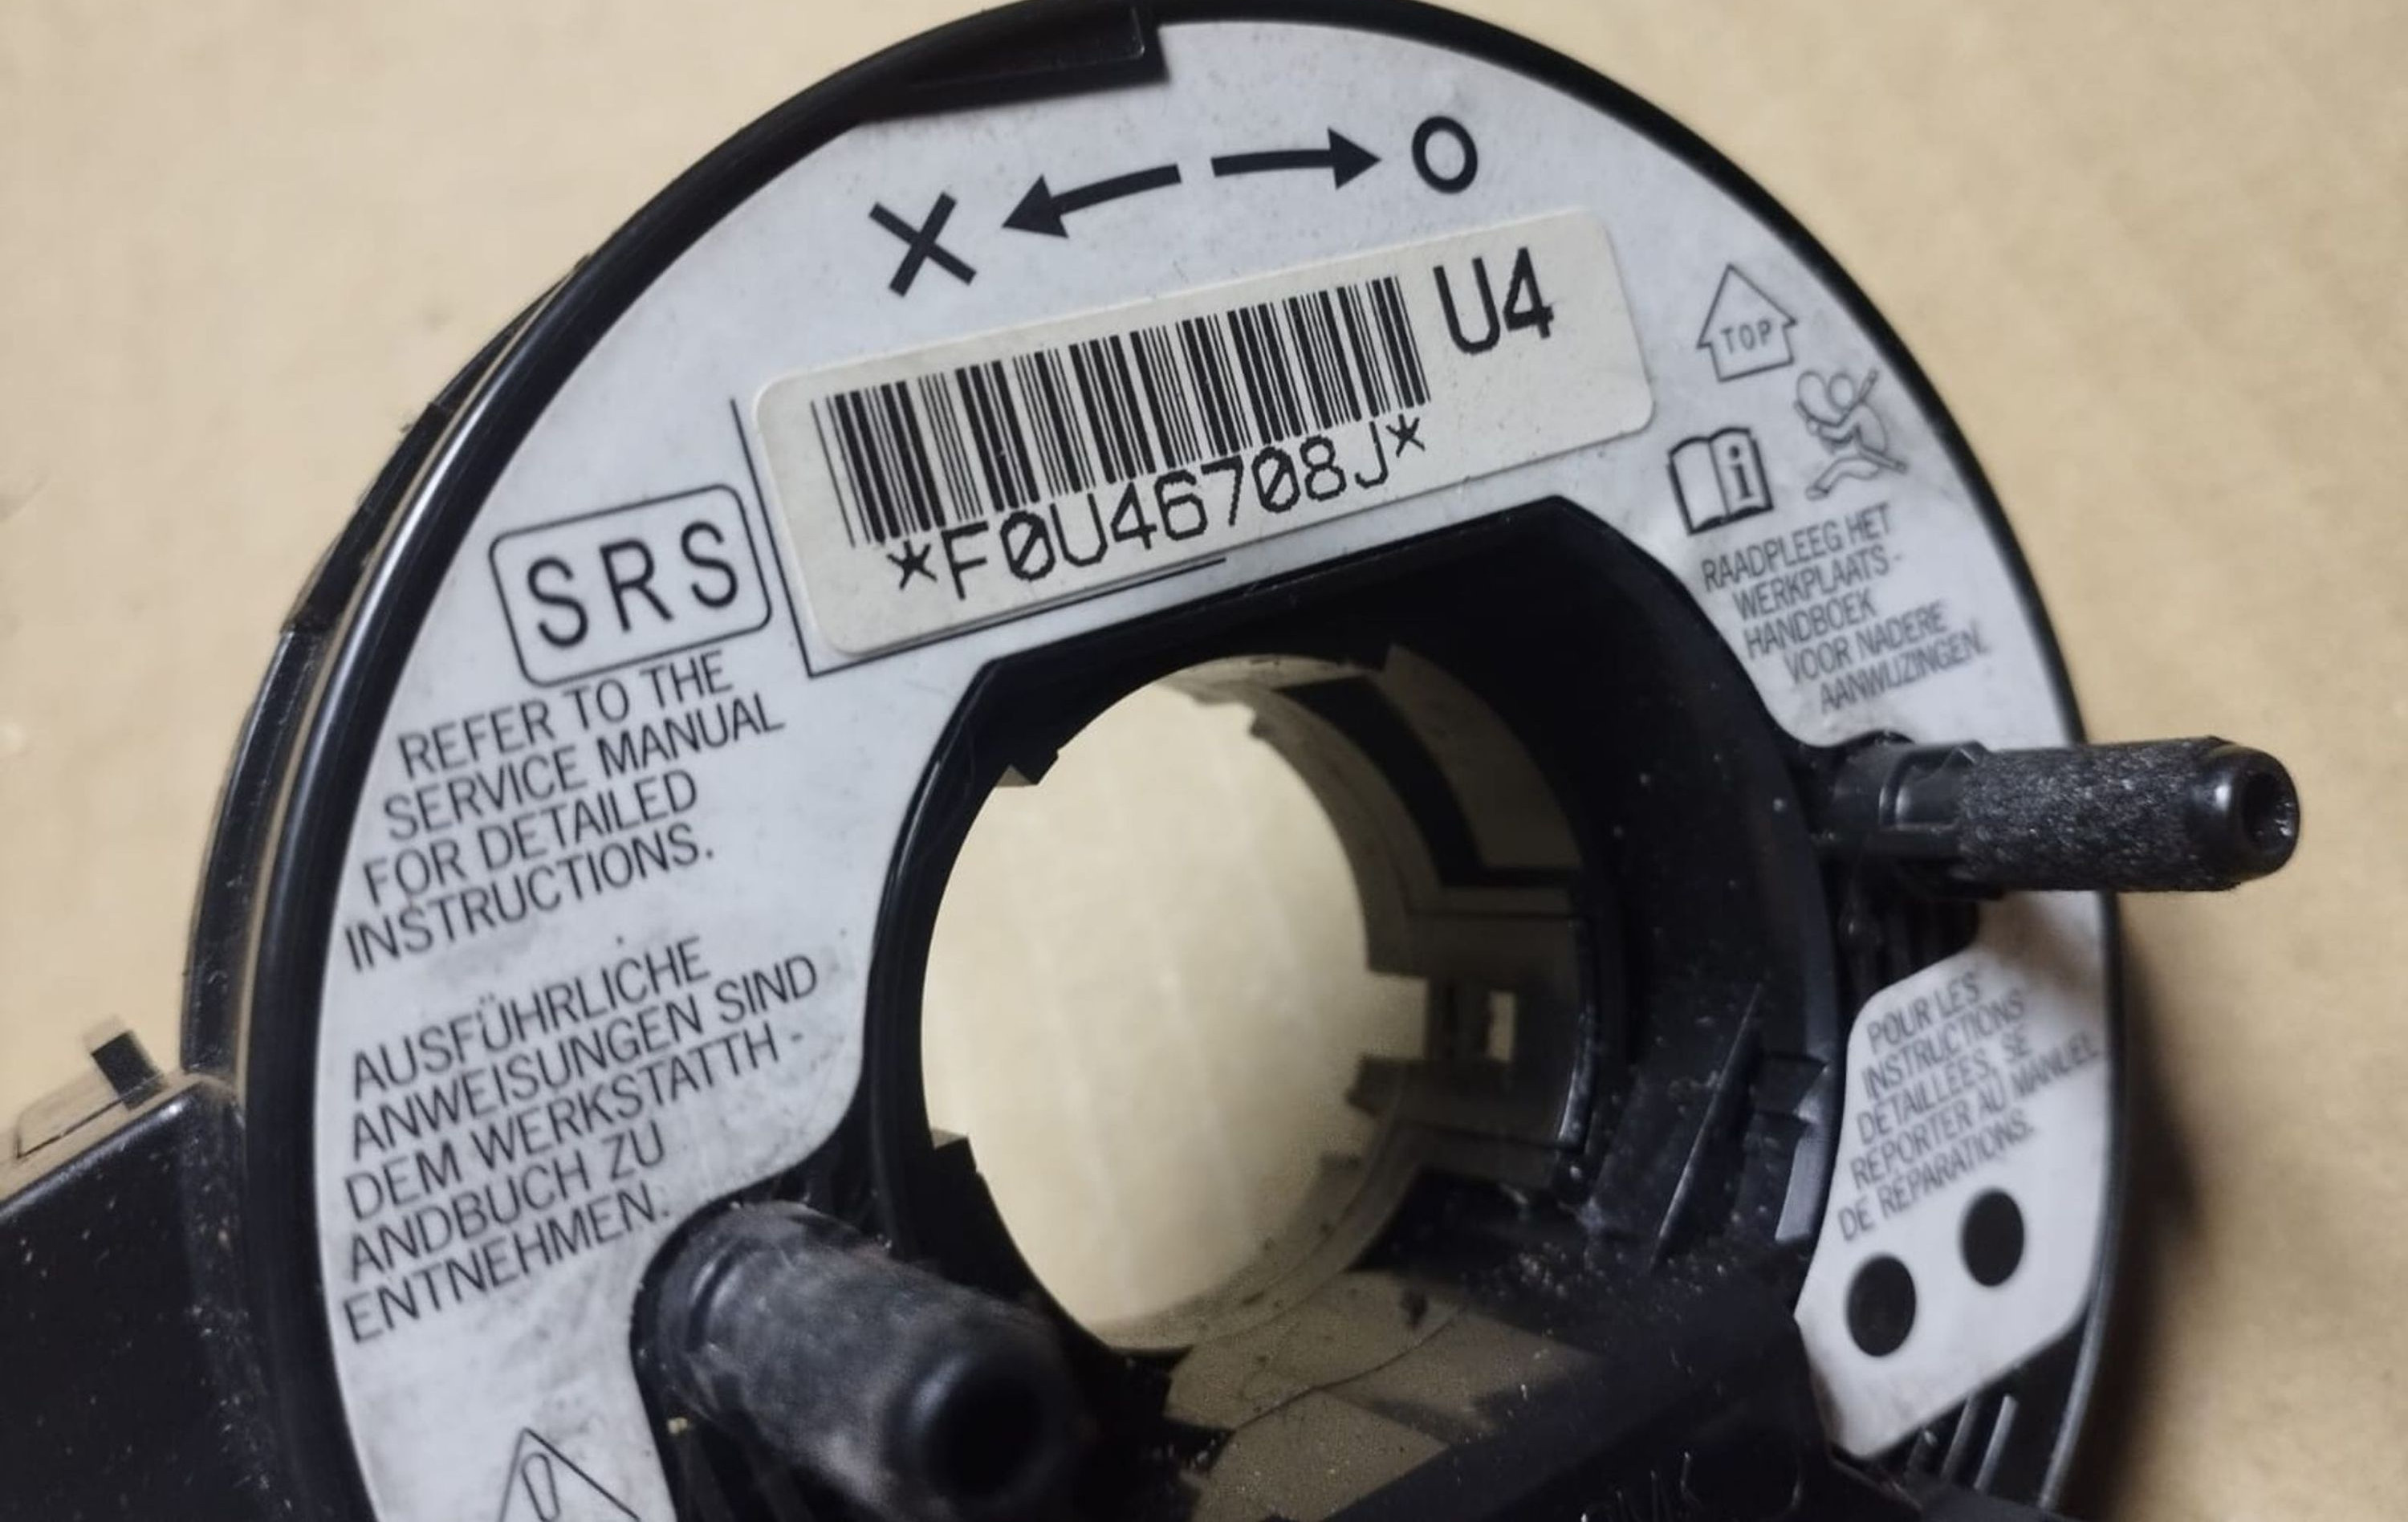 X O
U4
*F0U46708J*
SRS
REFER TO THE
SERVICE MANUAL
FOR DETAILED
INSTRUCTIONS.
AUSFÜHRLICHE
ANWEISUNGEN SIND
DEM WERKSTATTH-
ANDBUCH ZU
ENTNEHMEN.
TOP
i
RAADPLEEG HET
WERKPLAATS-
HANDBOEK
VOOR NADERE
AANWIJZINGEN.
POUR LES
INSTRUCTIONS
DÉTAILLÉES, SE
REPORTER AU MANUEL
DE RÉPARATIONS.